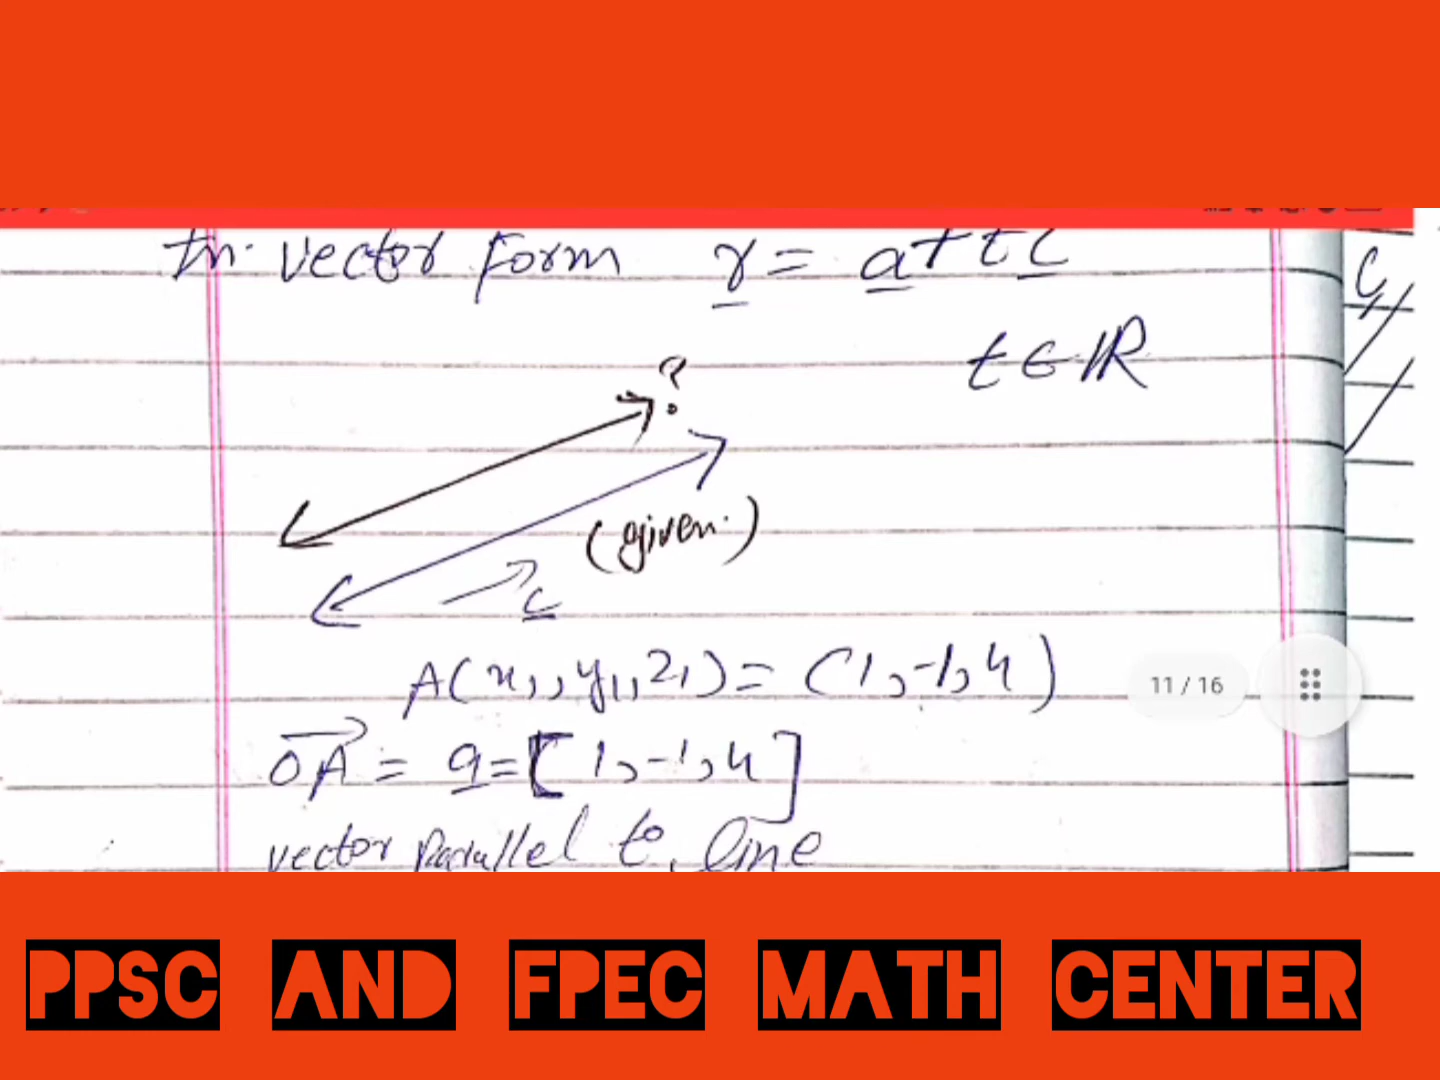 In vector form r = a + t c
t ∈ ℝ
?
(given.)
c
A(x₁, y₁, z₁) = (1, -1, 4)
OA = a = [1, -1, 4]
vector parallel to line
11 / 16
PPSC AND FPEC MATH CENTER